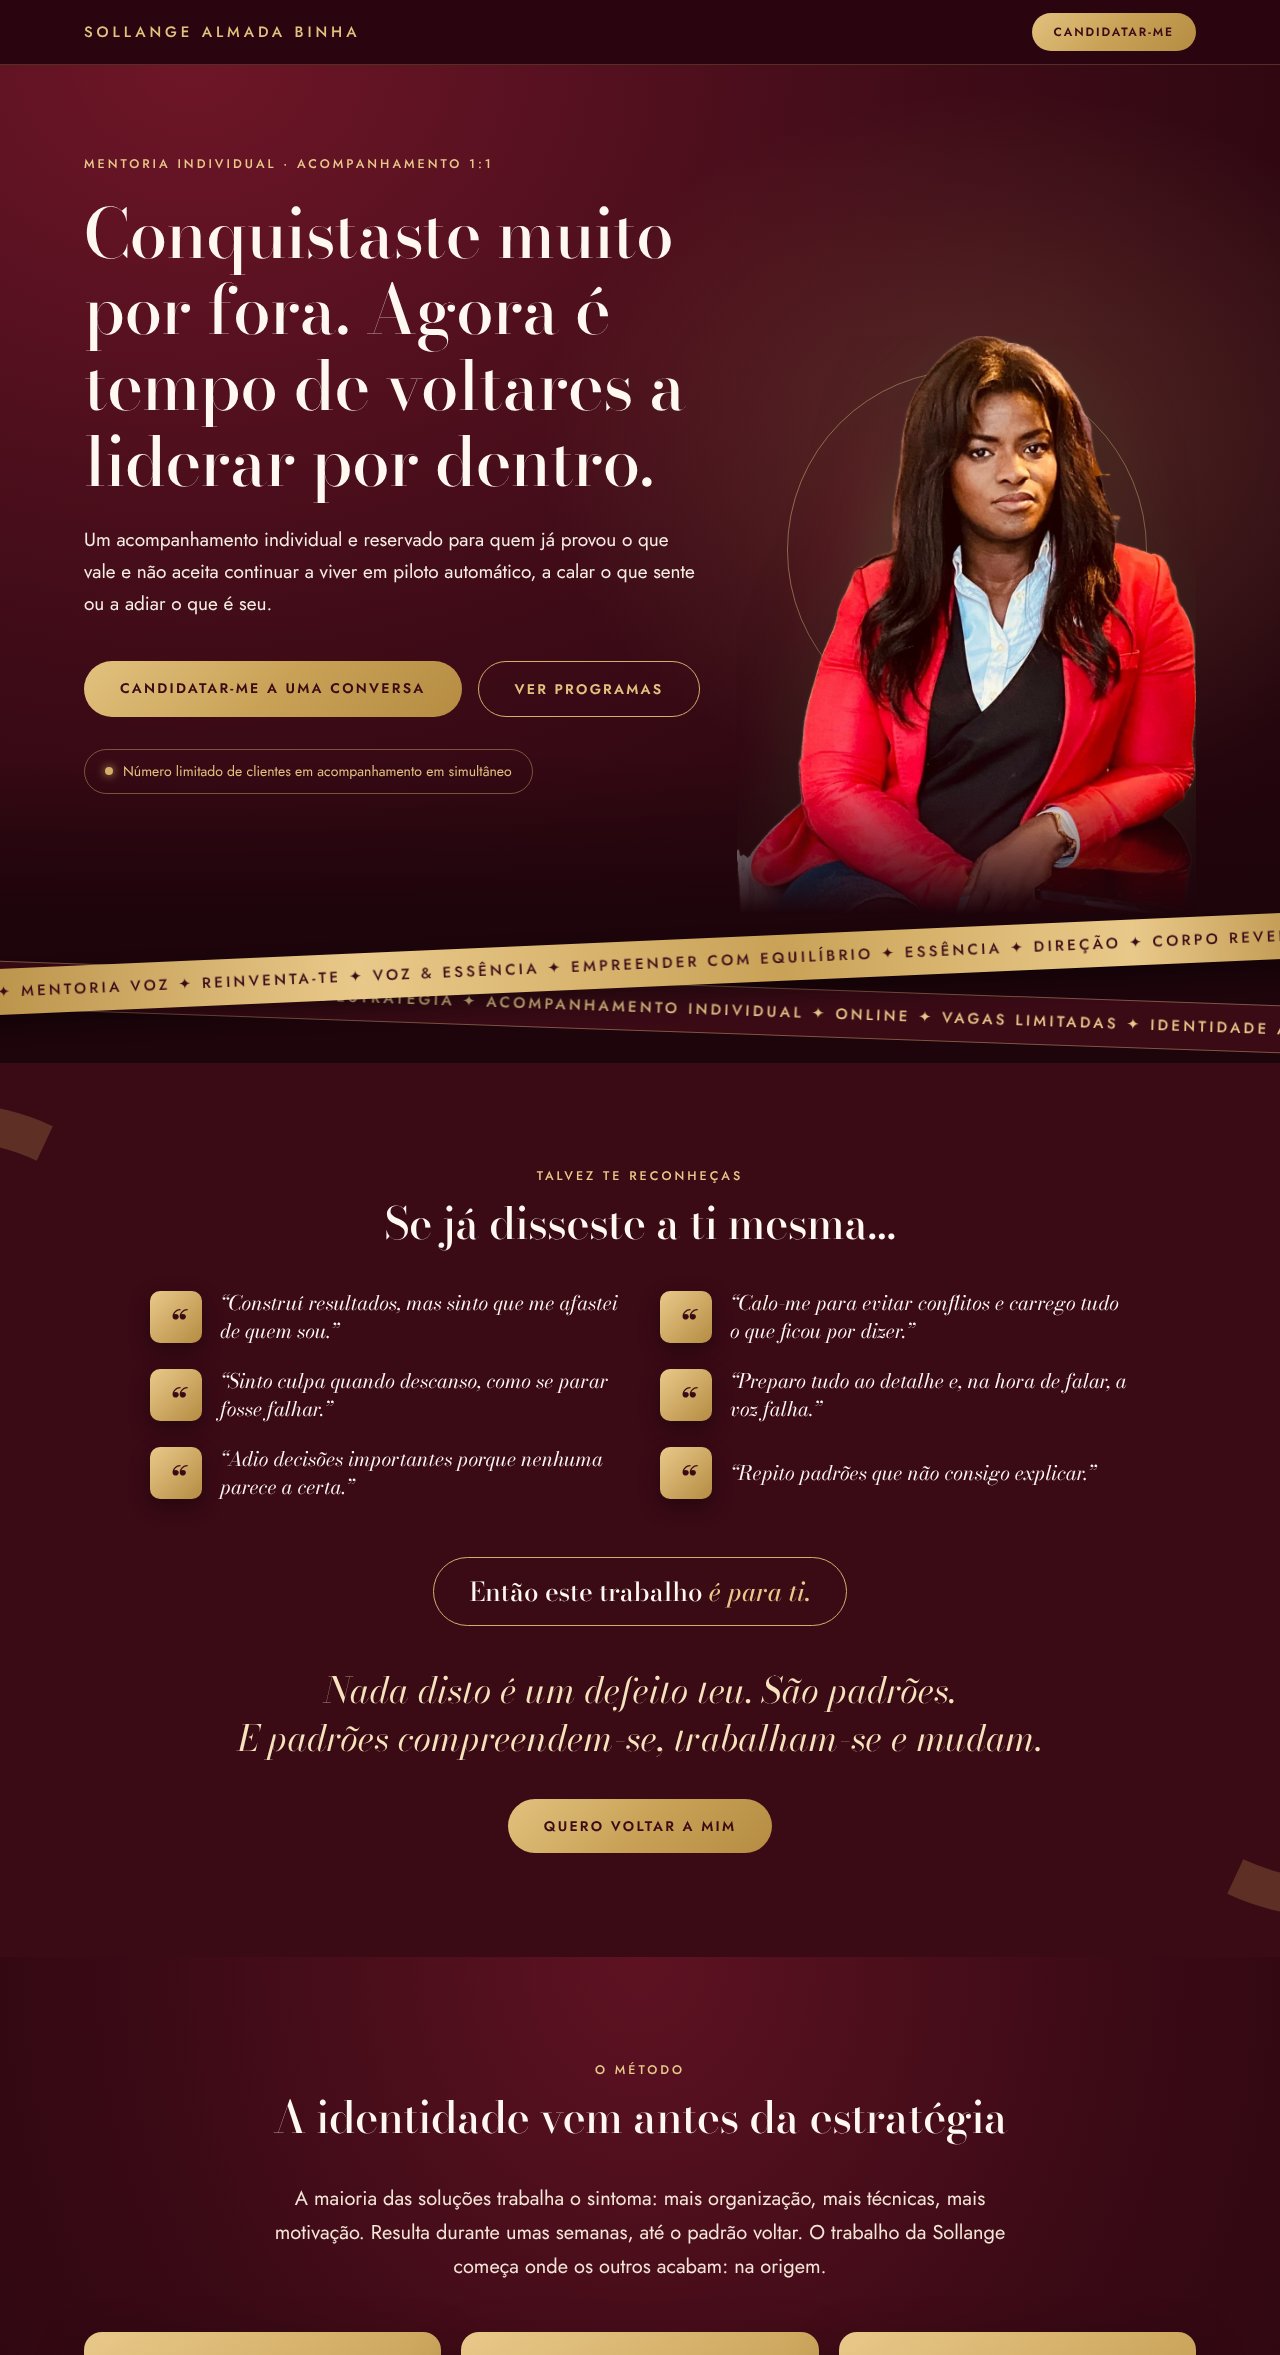 SOLLANGE ALMADA BINHA
CANDIDATAR-ME
MENTORIA INDIVIDUAL · ACOMPANHAMENTO 1:1
Conquistaste muito
por fora. Agora é
tempo de voltares a
liderar por dentro.
Um acompanhamento individual e reservado para quem já provou o que
vale e não aceita continuar a viver em piloto automático, a calar o que sente
ou a adiar o que é seu.
CANDIDATAR-ME A UMA CONVERSA
VER PROGRAMAS
Número limitado de clientes em acompanhamento em simultâneo
✦ MENTORIA VOZ ✦ REINVENTA-TE ✦ VOZ & ESSÊNCIA ✦ EMPREENDER COM EQUILÍBRIO ✦ ESSÊNCIA ✦ DIREÇÃO ✦ CORPO
ESTRATÉGIA ✦ ACOMPANHAMENTO INDIVIDUAL ✦ ONLINE ✦ VAGAS LIMITADAS ✦ IDENTIDADE
TALVEZ TE RECONHEÇAS
Se já disseste a ti mesma...
“Construí resultados, mas sinto que me afastei
de quem sou.”
“Calo-me para evitar conflitos e carrego tudo
o que ficou por dizer.”
“Sinto culpa quando descanso, como se parar
fosse falhar.”
“Preparo tudo ao detalhe e, na hora de falar, a
voz falha.”
“Adio decisões importantes porque nenhuma
parece a certa.”
“Repito padrões que não consigo explicar.”
Então este trabalho é para ti.
Nada disto é um defeito teu. São padrões.
E padrões compreendem-se, trabalham-se e mudam.
QUERO VOLTAR A MIM
O MÉTODO
A identidade vem antes da estratégia
A maioria das soluções trabalha o sintoma: mais organização, mais técnicas, mais
motivação. Resulta durante umas semanas, até o padrão voltar. O trabalho da Sollange
começa onde os outros acabam: na origem.